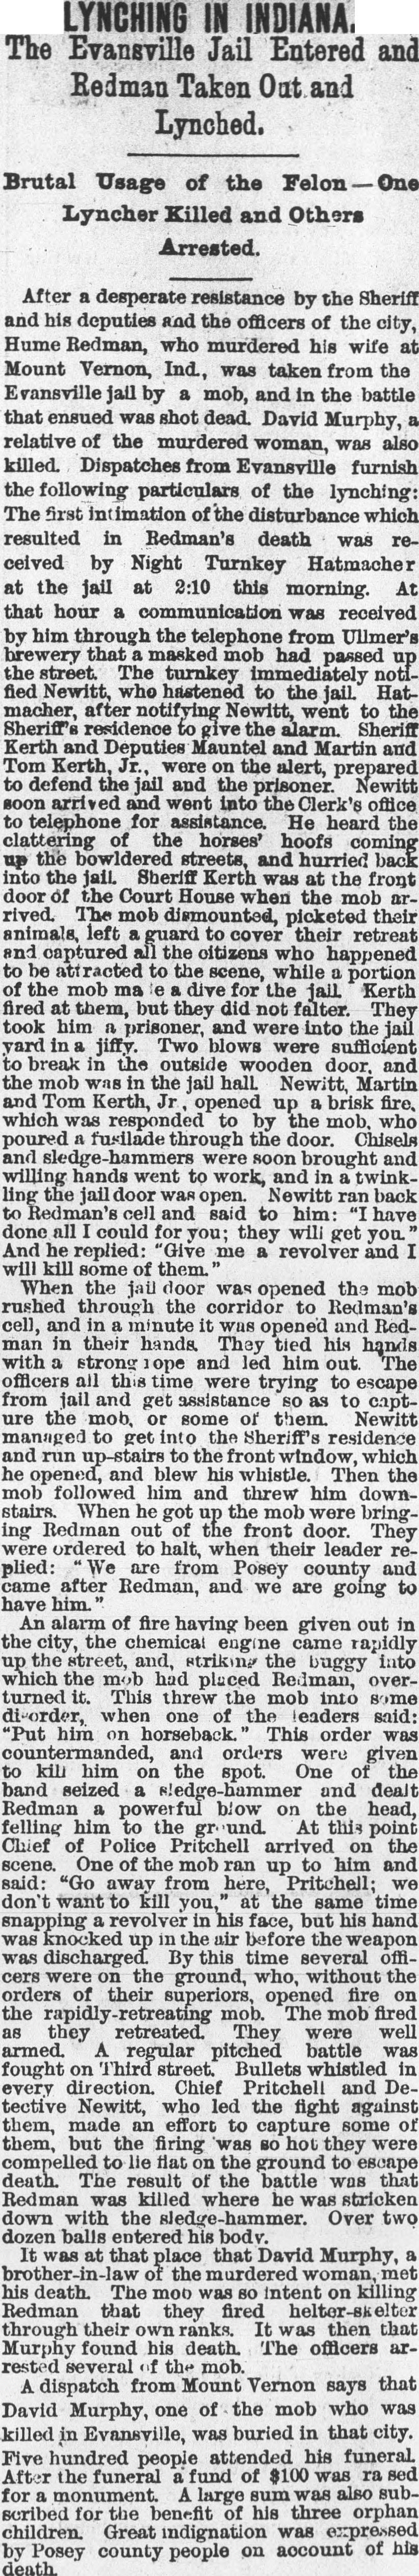 LYNCHING IN INDIANA.
The Evansville Jail Entered and
Redman Taken Out and
Lynched.
Brutal Usage of the Felon — One
Lyncher Killed and Others
Arrested.
After a desperate resistance by the Sheriff
and his deputies and the officers of the city,
Hume Redman, who murdered his wife at
Mount Vernon, Ind., was taken from the
Evansville jail by a mob, and in the battle
that ensued was shot dead. David Murphy, a
relative of the murdered woman, was also
killed. Dispatches from Evansville furnish
the following particulars of the lynching:
The first intimation of the disturbance which
resulted in Redman's death was re-
ceived by Night Turnkey Hatmacher
at the jail at 2:10 this morning. At
that hour a communication was received
by him through the telephone from Ullmer's
brewery that a masked mob had passed up
the street. The turnkey immediately noti-
fied Newitt, who hastened to the jail. Hat-
macher, after notifying Newitt, went to the
Sheriff's residence to give the alarm. Sheriff
Kerth and Deputies Mauntel and Martin and
Tom Kerth, Jr., were on the alert, prepared
to defend the jail and the prisoner. Newitt
soon arrived and went into the Clerk's office
to telephone for assistance. He heard the
clattering of the horses' hoofs coming
up the bowldered streets, and hurried back
into the jail. Sheriff Kerth was at the front
door of the Court House when the mob ar-
rived. The mob dismounted, picketed their
animals, left a guard to cover their retreat
and captured all the citizens who happened
to be attracted to the scene, while a portion
of the mob made a dive for the jail. Kerth
fired at them, but they did not falter. They
took him a prisoner, and were into the jail
yard in a jiffy. Two blows were sufficient
to break in the outside wooden door, and
the mob was in the jail hall. Newitt, Martin
and Tom Kerth, Jr., opened up a brisk fire,
which was responded to by the mob, who
poured a fusilade through the door. Chisels
and sledge-hammers were soon brought and
willing hands went to work, and in a twink-
ling the jail door was open. Newitt ran back
to Redman's cell and said to him: "I have
done all I could for you; they will get you."
And he replied: "Give me a revolver and I
will kill some of them."
When the jail door was opened the mob
rushed through the corridor to Redman's
cell, and in a minute it was opened and Red-
man in their hands. They tied his hands
with a strong rope and led him out. The
officers all this time were trying to escape
from jail and get assistance so as to capt-
ure the mob, or some of them. Newitt
managed to get into the Sheriff's residence
and run up-stairs to the front window, which
he opened, and blew his whistle. Then the
mob followed him and threw him down-
stairs. When he got up the mob were bring-
ing Redman out of the front door. They
were ordered to halt, when their leader re-
plied: "We are from Posey county and
came after Redman, and we are going to
have him."
An alarm of fire having been given out in
the city, the chemical engine came rapidly
up the street, and, striking the buggy into
which the mob had placed Redman, over-
turned it. This threw the mob into some
disorder, when one of the leaders said:
"Put him on horseback." This order was
countermanded, and orders were given
to kill him on the spot. One of the
band seized a sledge-hammer and dealt
Redman a powerful blow on the head,
felling him to the ground. At this point
Chief of Police Pritchell arrived on the
scene. One of the mob ran up to him and
said: "Go away from here, Pritchell; we
don't want to kill you," at the same time
snapping a revolver in his face, but his hand
was knocked up in the air before the weapon
was discharged. By this time several offi-
cers were on the ground, who, without the
orders of their superiors, opened fire on
the rapidly-retreating mob. The mob fired
as they retreated. They were well
armed. A regular pitched battle was
fought on Third street. Bullets whistled in
every direction. Chief Pritchell and De-
tective Newitt, who led the fight against
them, made an effort to capture some of
them, but the firing was so hot they were
compelled to lie flat on the ground to escape
death. The result of the battle was that
Redman was killed where he was stricken
down with the sledge-hammer. Over two
dozen balls entered his body.
It was at that place that David Murphy, a
brother-in-law of the murdered woman, met
his death. The mob was so intent on killing
Redman that they fired helter-skelter
through their own ranks. It was then that
Murphy found his death. The officers ar-
rested several of the mob.
A dispatch from Mount Vernon says that
David Murphy, one of the mob who was
killed in Evansville, was buried in that city.
Five hundred people attended his funeral.
After the funeral a fund of $100 was raised
for a monument. A large sum was also sub-
scribed for the benefit of his three orphan
children. Great indignation was expressed
by Posey county people on account of his
death.